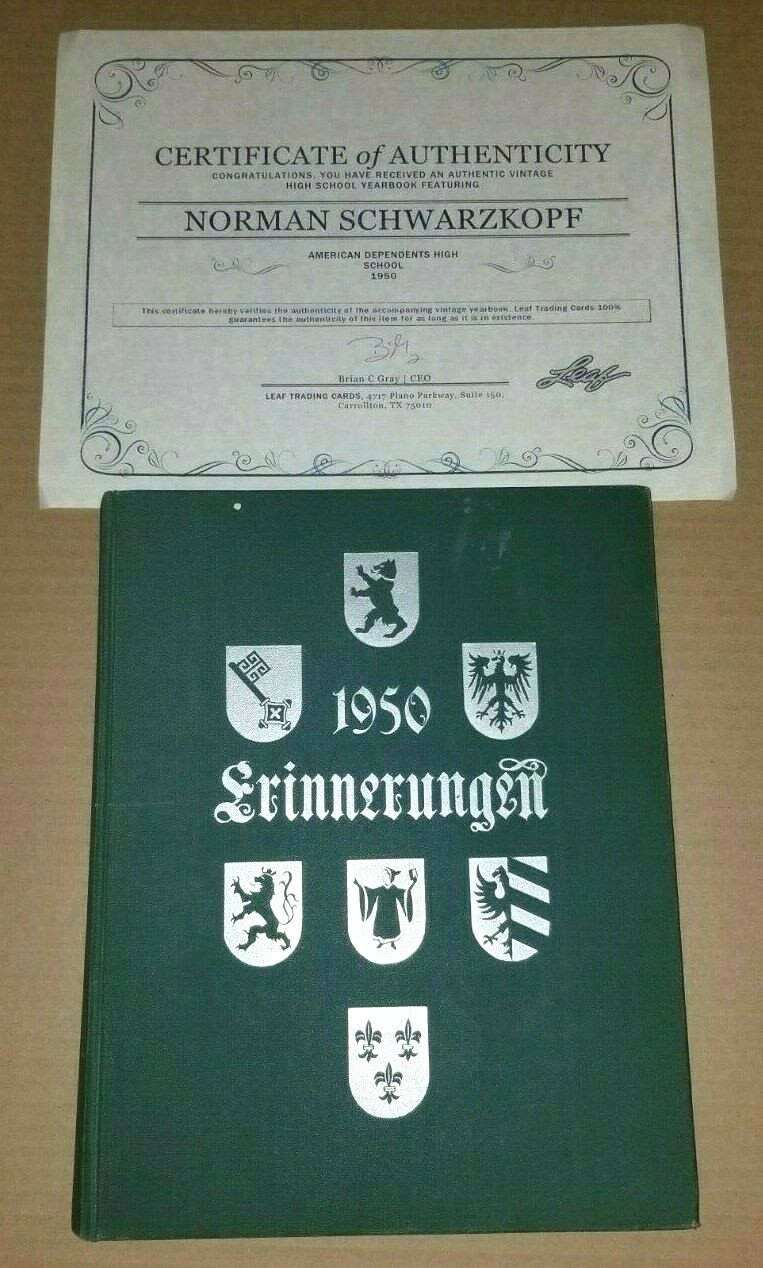 CERTIFICATE of AUTHENTICITY
CONGRATULATIONS, YOU HAVE RECEIVED AN AUTHENTIC VINTAGE
HIGH SCHOOL YEARBOOK FEATURING
NORMAN SCHWARZKOPF
AMERICAN DEPENDENTS HIGH
SCHOOL
1950
This certificate hereby verifies the authenticity of the accompanying vintage yearbook. Leaf Trading Cards 100%
guarantees the authenticity of this item for as long as it is in existence.
Brian C Gray | CEO
Leaf
LEAF TRADING CARDS, 4717 Plano Parkway, Suite 150,
Carrollton, TX 75010
1950
Erinnerungen